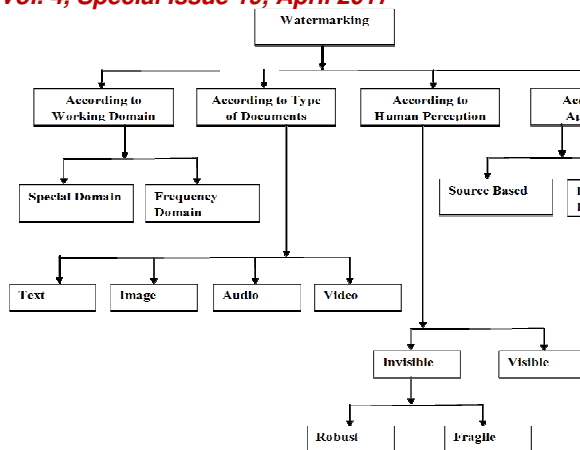 Vol. 4, Special Issue 10, April 2017
Watermarking
According to
Working Domain
According to Type
of Documents
According to
Human Perception
Special Domain
Frequency
Domain
Source Based
Text
Image
Audio
Video
Invisible
Visible
Robust
Fragile